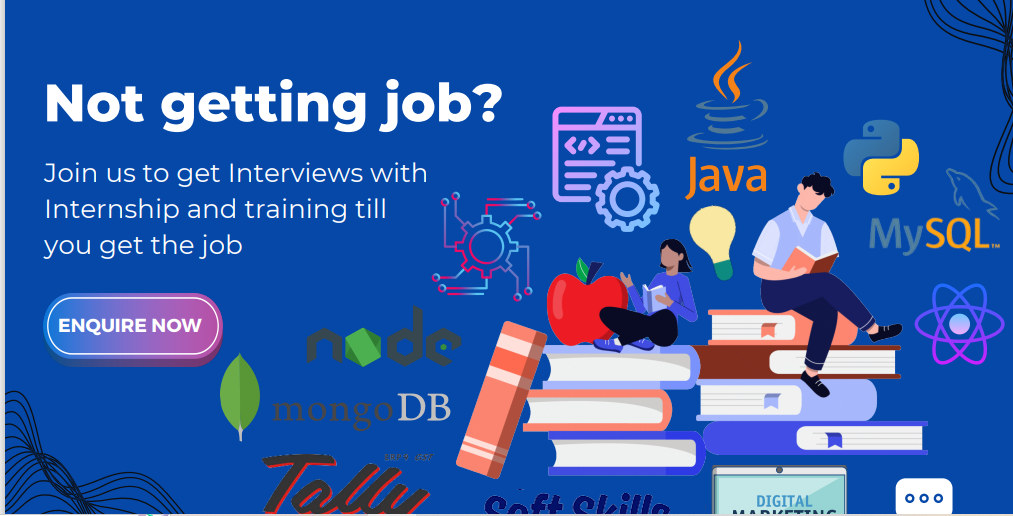 Not getting job?
Join us to get Interviews with
Internship and training till
you get the job
ENQUIRE NOW
Java
MySQL™
node
mongoDB
Tally
Soft Skills
DIGITAL
MARKETING